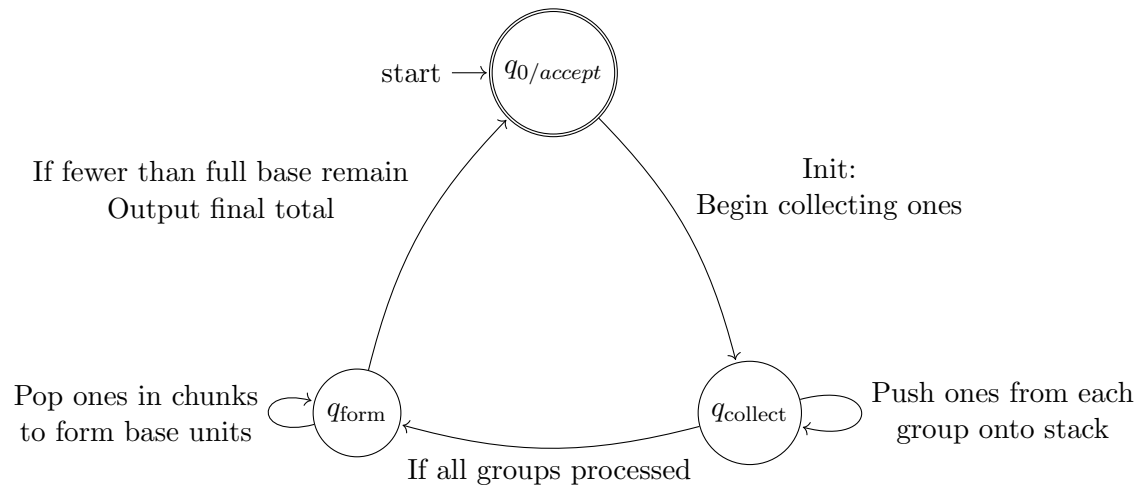 start
q0/accept
If fewer than full base remain
Output final total
Init:
Begin collecting ones
Pop ones in chunks
to form base units
qform
qcollect
Push ones from each
group onto stack
If all groups processed